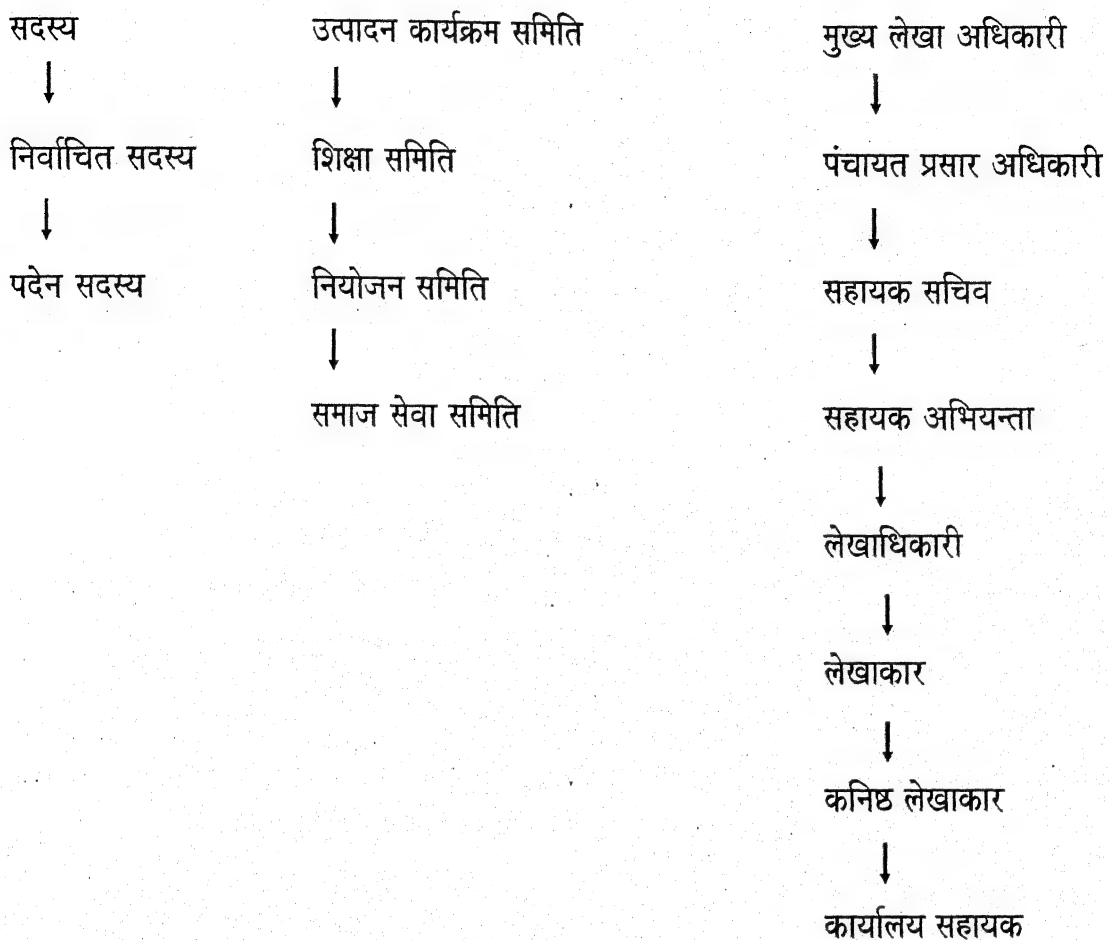 सदस्य
उत्पादन कार्यक्रम समिति
मुख्य लेखा अधिकारी
निर्वाचित सदस्य
शिक्षा समिति
पंचायत प्रसार अधिकारी
पदेन सदस्य
नियोजन समिति
सहायक सचिव
समाज सेवा समिति
सहायक अभियन्ता
लेखाधिकारी
लेखाकार
कनिष्ठ लेखाकार
कार्यालय सहायक